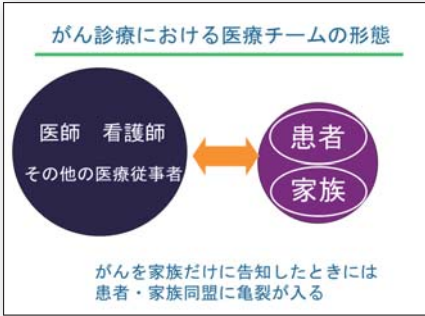 がん診療における医療チームの形態
医師　看護師
その他の医療従事者
患者
家族
がんを家族だけに告知したときには
患者・家族同盟に亀裂が入る